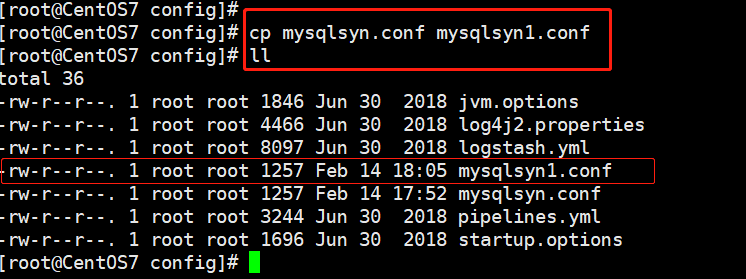 [root@CentOS7 config]#
[root@CentOS7 config]# cp mysqlsyn.conf mysqlsyn1.conf
[root@CentOS7 config]# ll
total 36
-rw-r--r--. 1 root root 1846 Jun 30  2018 jvm.options
-rw-r--r--. 1 root root 4466 Jun 30  2018 log4j2.properties
-rw-r--r--. 1 root root 8097 Jun 30  2018 logstash.yml
-rw-r--r--. 1 root root 1257 Feb 14 18:05 mysqlsyn1.conf
-rw-r--r--. 1 root root 1257 Feb 14 17:52 mysqlsyn.conf
-rw-r--r--. 1 root root 3244 Jun 30  2018 pipelines.yml
-rw-r--r--. 1 root root 1696 Jun 30  2018 startup.options
[root@CentOS7 config]#